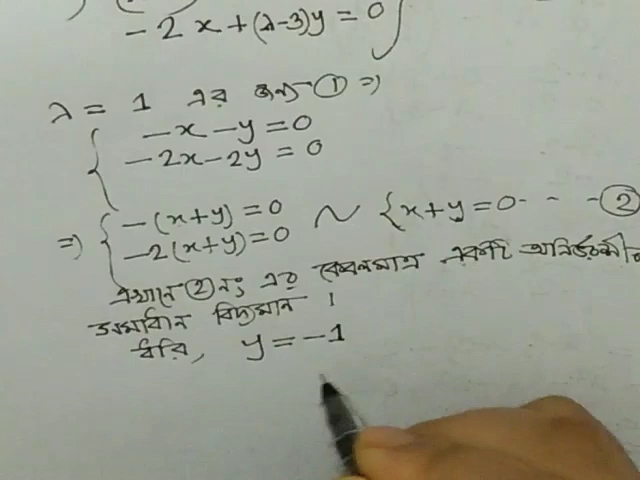 -2x+(λ-3)y=0
λ = 1 এর জন্য ① ⇒
-x-y=0
-2x-2y=0
⇒ { -(x+y)=0 ~ {x+y=0 - - - ②
-2(x+y)=0
এখানে ②নং এর কেবলমাত্র একটি অনির্ভরশীল
সমাধান বিদ্যমান ।
ধরি, y=-1